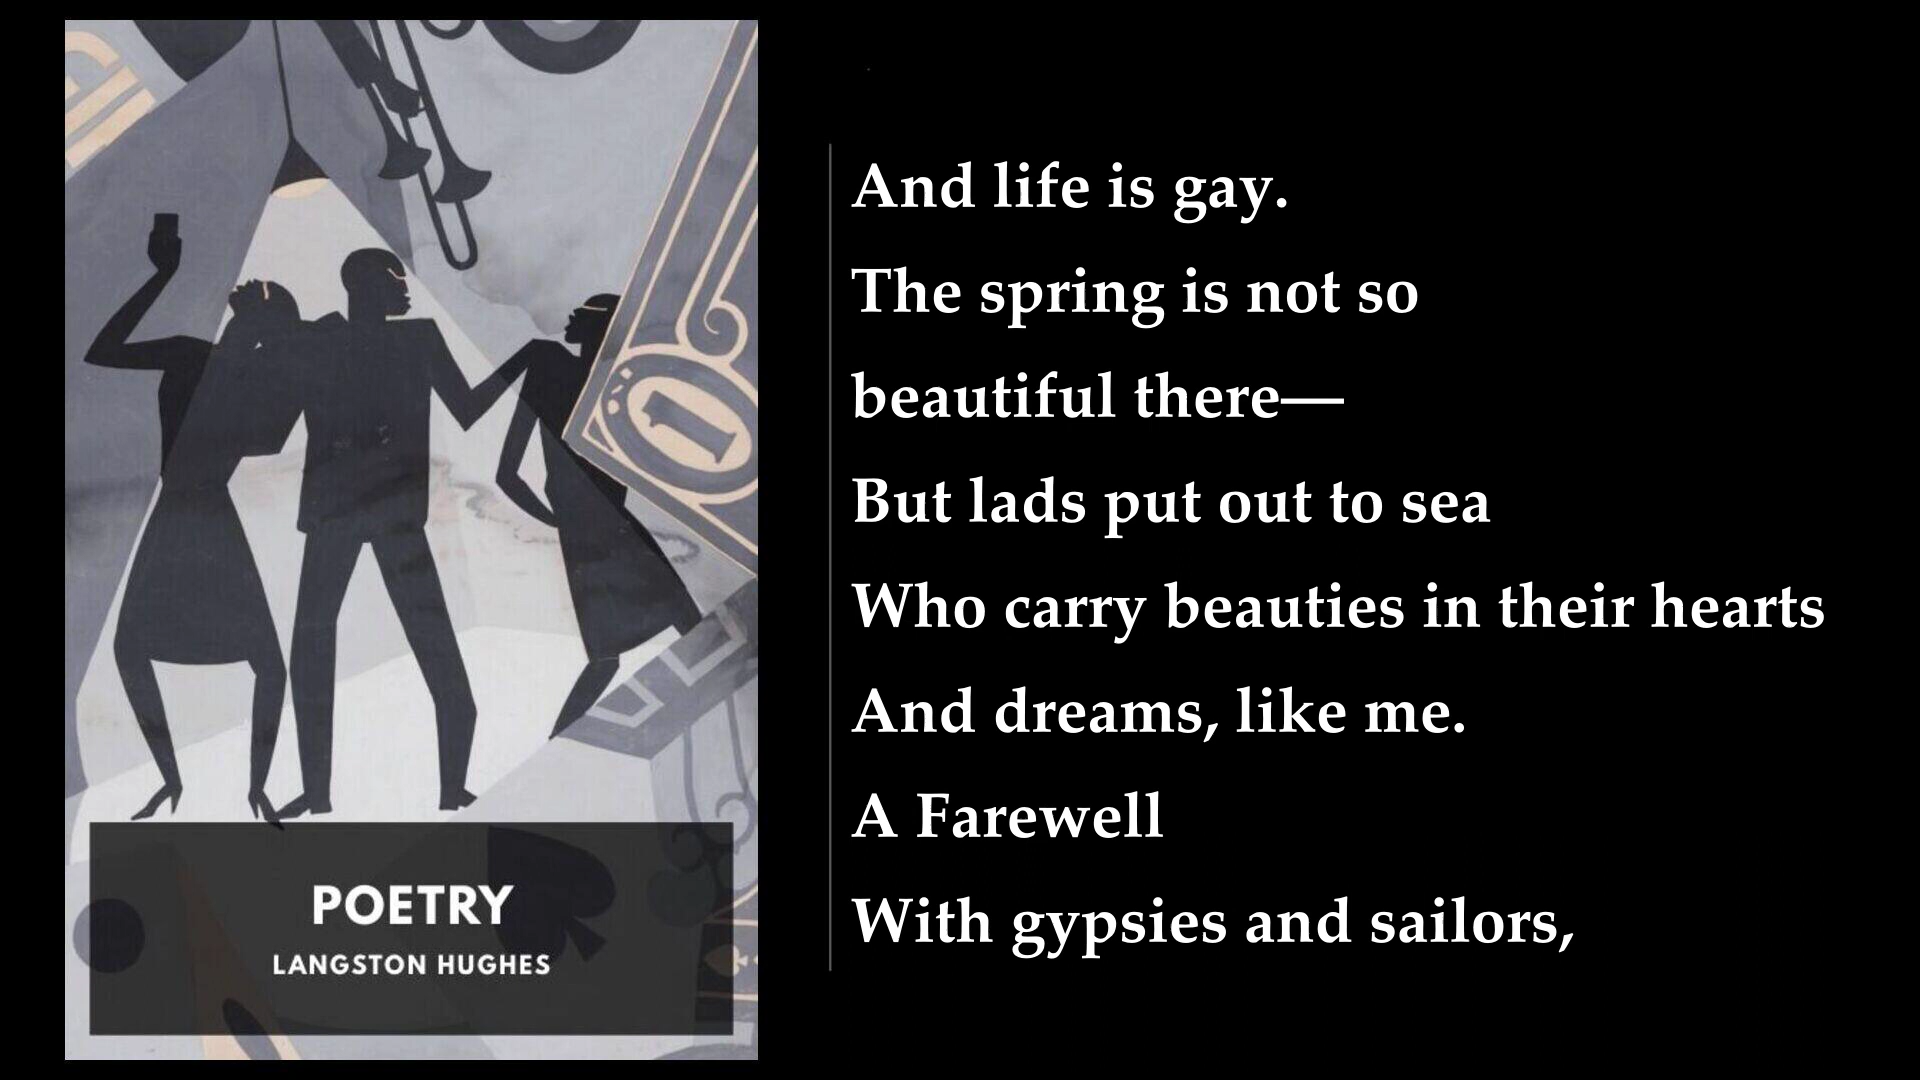 POETRY
LANGSTON HUGHES
And life is gay.
The spring is not so
beautiful there—
But lads put out to sea
Who carry beauties in their hearts
And dreams, like me.
A Farewell
With gypsies and sailors,